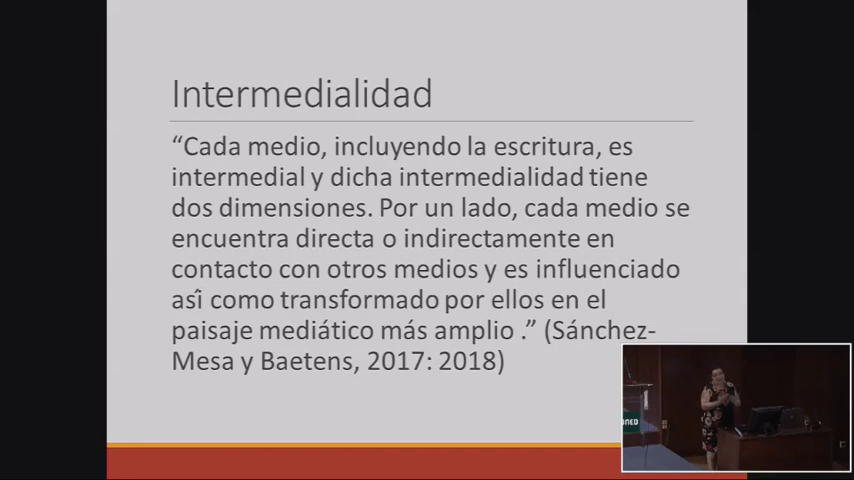 Intermedialidad
“Cada medio, incluyendo la escritura, es
intermedial y dicha intermedialidad tiene
dos dimensiones. Por un lado, cada medio se
encuentra directa o indirectamente en
contacto con otros medios y es influenciado
así como transformado por ellos en el
paisaje mediático más amplio .” (Sánchez-
Mesa y Baetens, 2017: 2018)
UNED